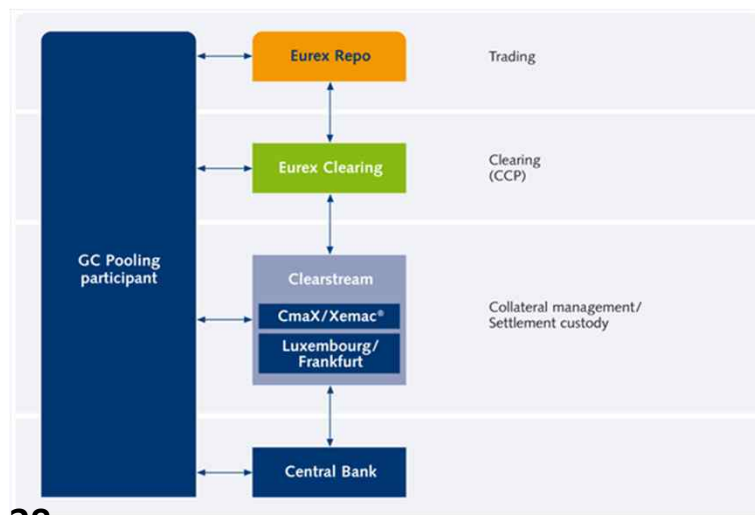 Eurex Repo
Trading
Eurex Clearing
Clearing
(CCP)
GC Pooling
participant
Clearstream
CmaX/Xemac®
Luxembourg/
Frankfurt
Collateral management/
Settlement custody
Central Bank